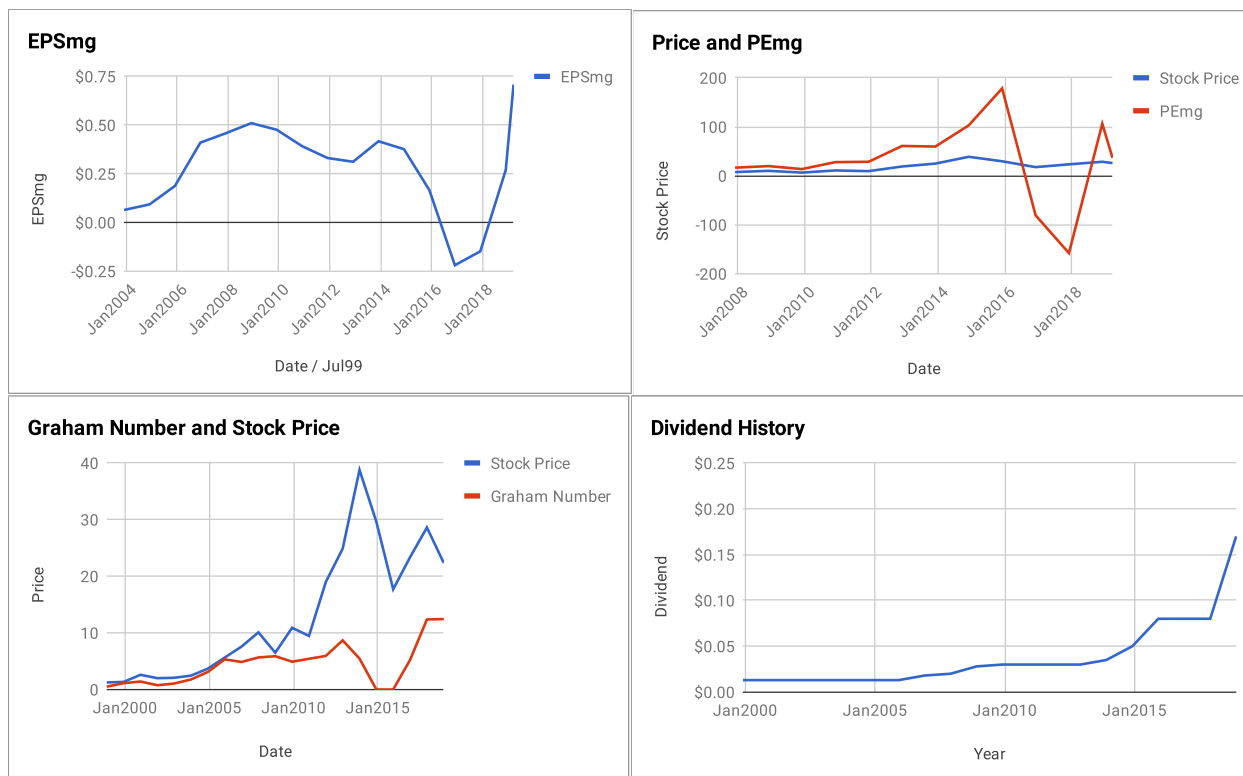 EPSmg
EPSmg
$0.75
$0.50
$0.25
$0.00
-$0.25
EPSmg
Jan2004
Jan2006
Jan2008
Jan2010
Jan2012
Jan2014
Jan2016
Jan2018
Date / Jul99
Price and PEmg
Stock Price
PEmg
200
100
0
-100
-200
Stock Price
Jan2008
Jan2010
Jan2012
Jan2014
Jan2016
Jan2018
Date
Graham Number and Stock Price
Stock Price
Graham Number
40
30
20
10
0
Price
Jan2000
Jan2005
Jan2010
Jan2015
Date
Dividend History
$0.25
$0.20
$0.15
$0.10
$0.05
$0.00
Dividend
Jan2000
Jan2005
Jan2010
Jan2015
Year